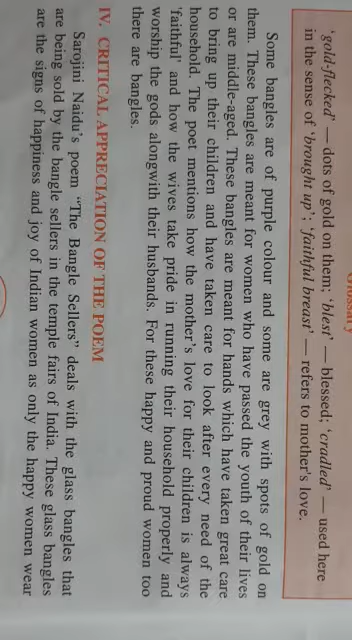 Glossary
'gold-flecked' — dots of gold on them; 'blest' — blessed; 'cradled' — used here
in the sense of 'brought up'; 'faithful breast' — refers to mother's love.
Some bangles are of purple colour and some are grey with spots of gold on
them. These bangles are meant for women who have passed the youth of their lives
or are middle-aged. These bangles are meant for hands which have taken great care
to bring up their children and have taken care to look after every need of the
household. The poet mentions how the mother's love for their children is always
'faithful' and how the wives take pride in running their household properly and
worship the gods alongwith their husbands. For these happy and proud women too
there are bangles.
IV. CRITICAL APPRECIATION OF THE POEM
Sarojini Naidu's poem "The Bangle Sellers" deals with the glass bangles that
are being sold by the bangle sellers in the temple fairs of India. These glass bangles
are the signs of happiness and joy of Indian women as only the happy women wear